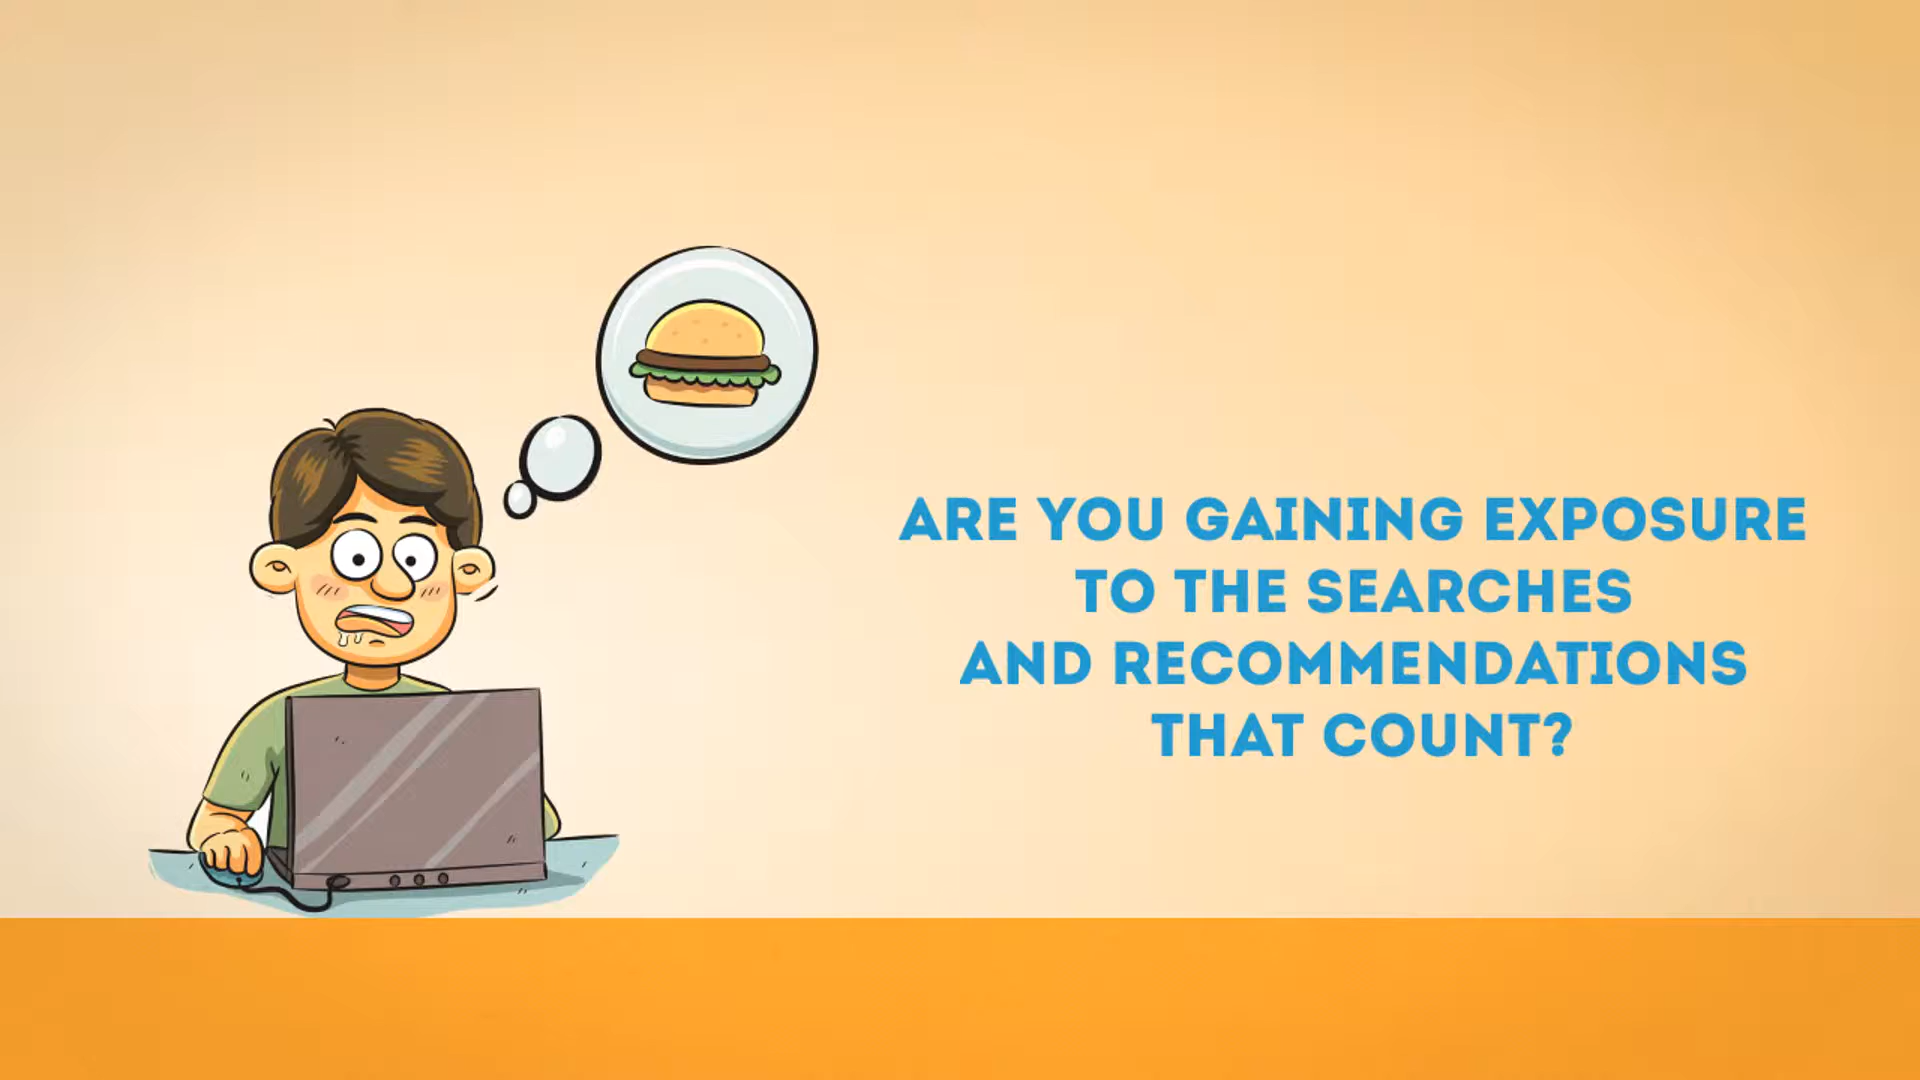 ARE YOU GAINING EXPOSURE
TO THE SEARCHES
AND RECOMMENDATIONS
THAT COUNT?